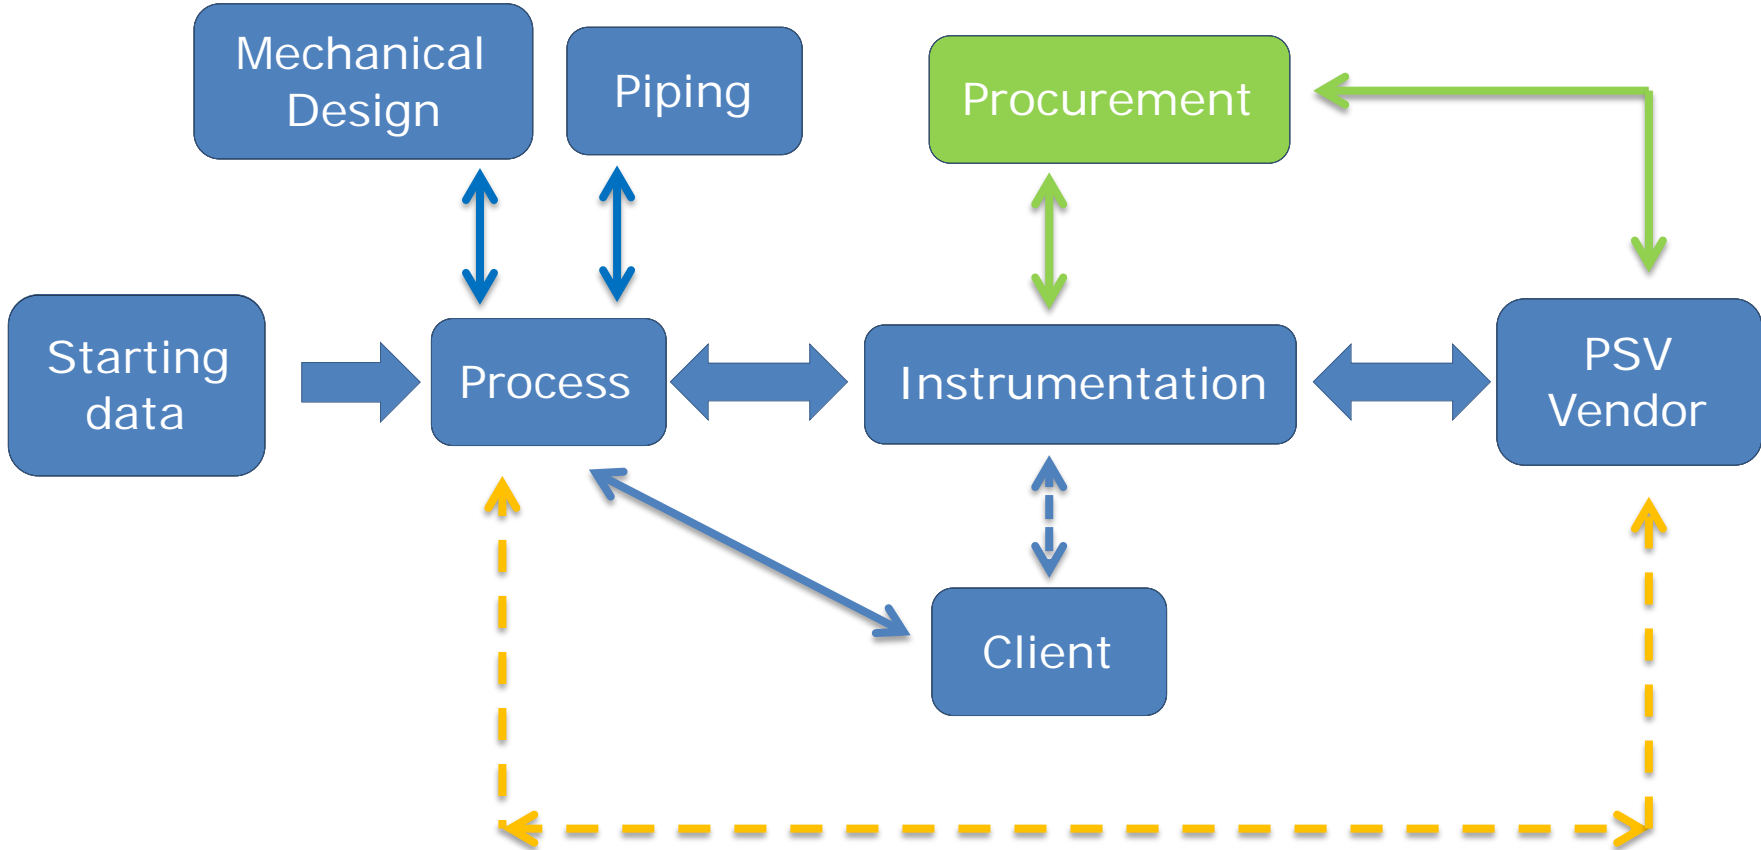 Mechanical
Design
Piping
Procurement
Starting
data
Process
Instrumentation
PSV
Vendor
Client